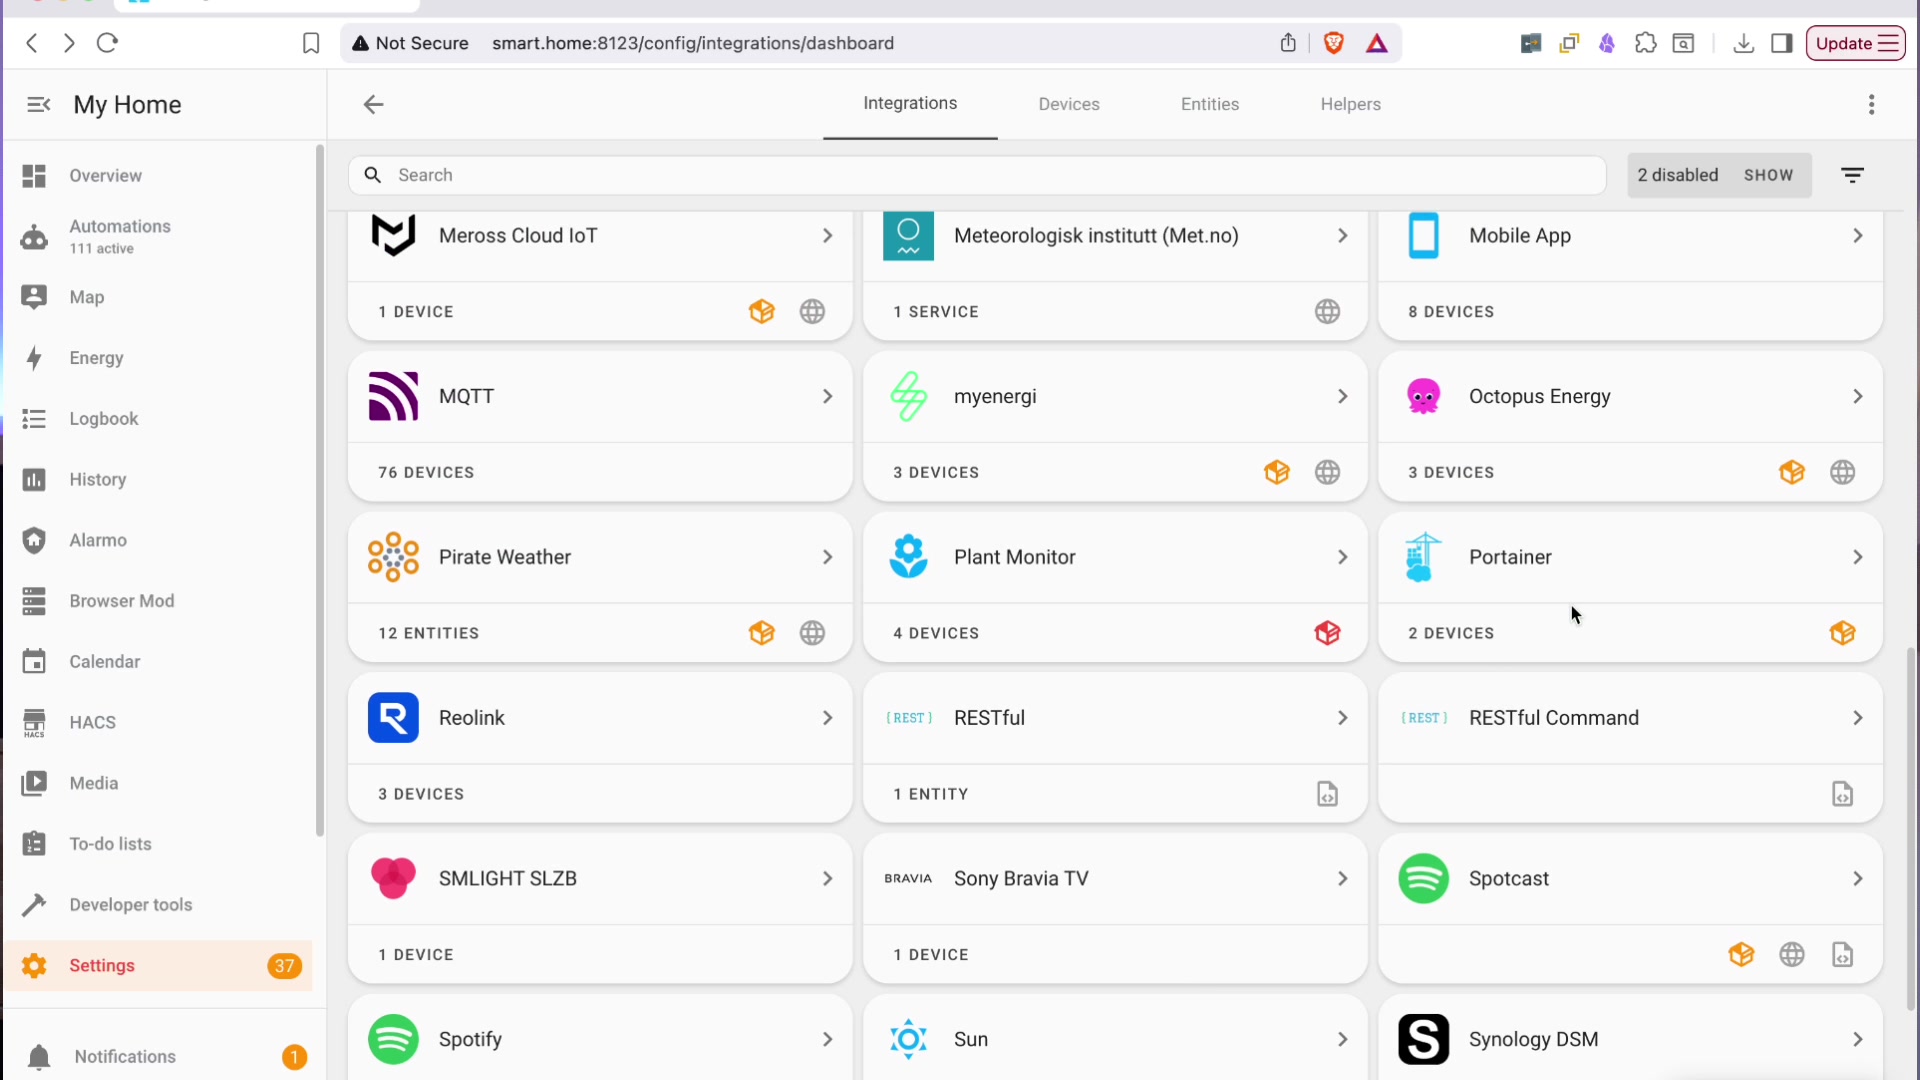 Not Secure smart.home:8123/config/integrations/dashboard
Update
My Home
Integrations
Devices
Entities
Helpers
Overview
Automations
111 active
Map
Energy
Logbook
History
Alarmo
Browser Mod
Calendar
HACS
HACS
Media
To-do lists
Developer tools
Settings
37
Notifications
1
Search
2 disabled SHOW
Meross Cloud IoT
1 DEVICE
Meteorologisk institutt (Met.no)
1 SERVICE
Mobile App
8 DEVICES
MQTT
76 DEVICES
myenergi
3 DEVICES
Octopus Energy
3 DEVICES
Pirate Weather
12 ENTITIES
Plant Monitor
4 DEVICES
Portainer
2 DEVICES
Reolink
3 DEVICES
{REST} RESTful
1 ENTITY
{REST} RESTful Command
SMLIGHT SLZB
1 DEVICE
BRAVIA Sony Bravia TV
1 DEVICE
Spotcast
Spotify
Sun
S Synology DSM